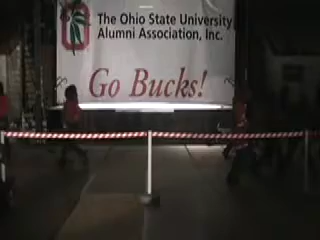 The Ohio State University
Alumni Association, Inc.
Go Bucks!